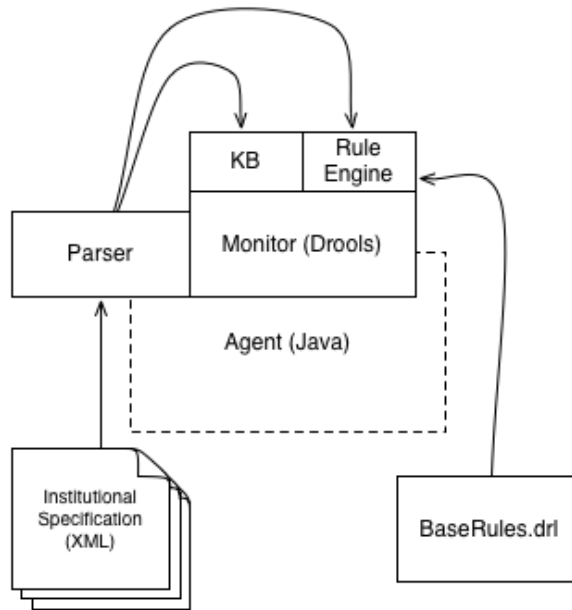 KB
Rule
Engine
Parser
Monitor (Drools)
Agent (Java)
Institutional
Specification
(XML)
BaseRules.drl